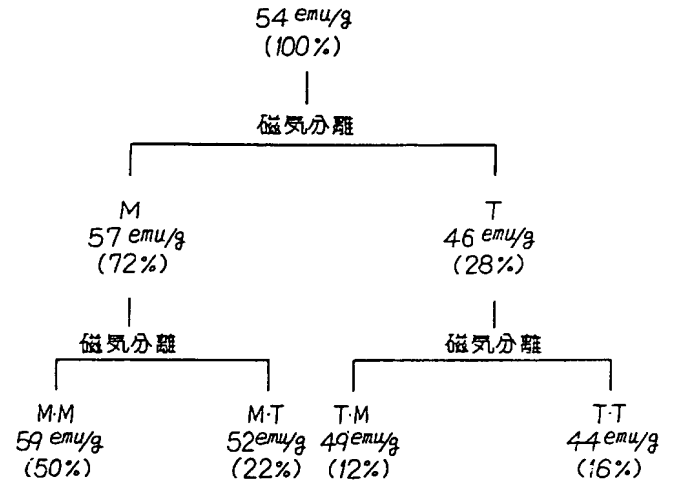 54 emu/g
(100%)
磁気分離
M
57 emu/g
(72%)
T
46 emu/g
(28%)
磁気分離
磁気分離
M·M
59 emu/g
(50%)
M·T
52emu/g
(22%)
T·M
49emu/g
(12%)
T·T
44emu/g
(16%)